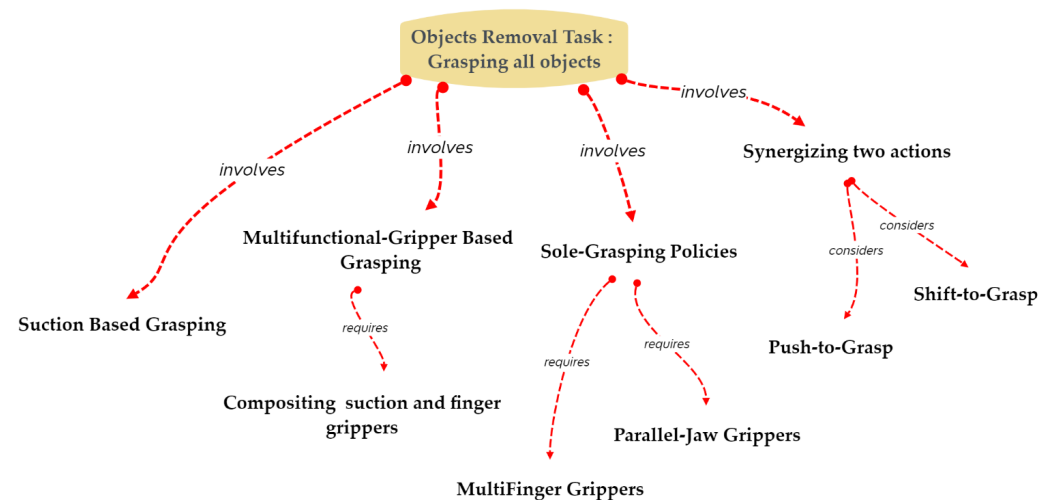 Objects Removal Task :
Grasping all objects
involves
involves
involves
involves
Synergizing two actions
Multifunctional-Gripper Based
Grasping
Sole-Grasping Policies
considers
considers
Shift-to-Grasp
Suction Based Grasping
requires
requires
requires
Push-to-Grasp
Compositing  suction and finger
grippers
Parallel-Jaw Grippers
MultiFinger Grippers